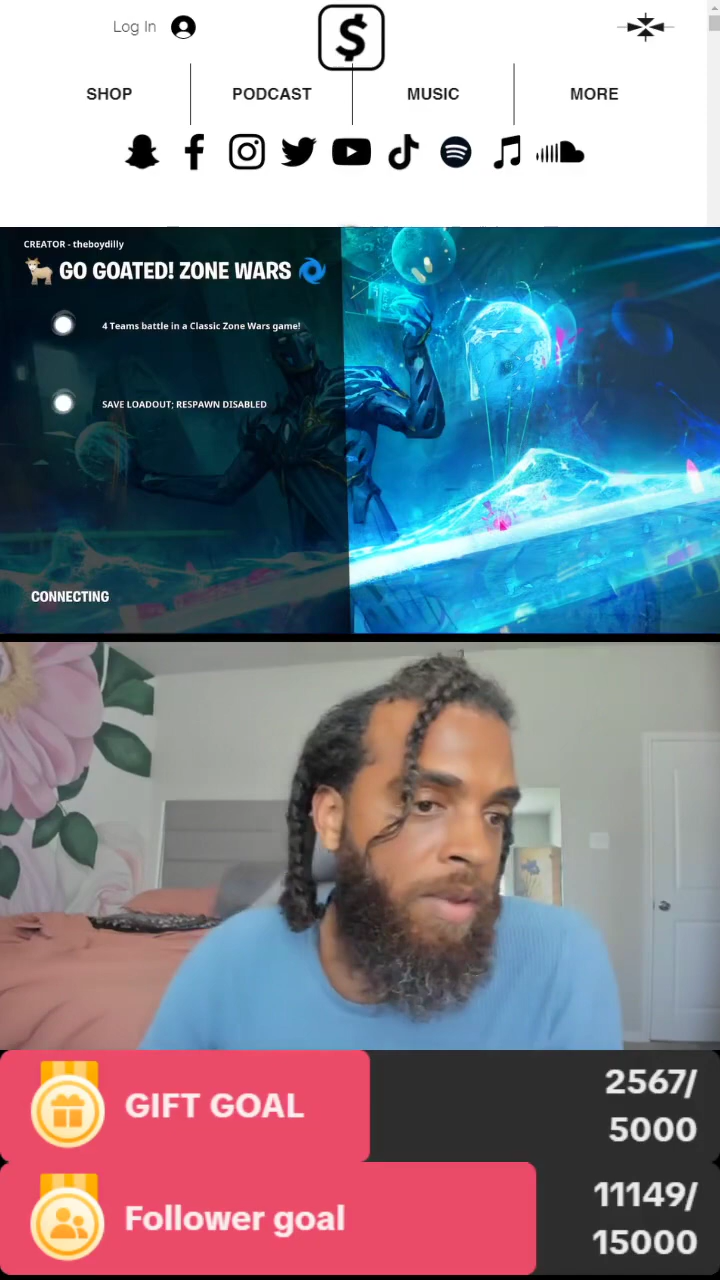 Log In
$
SHOP
PODCAST
MUSIC
MORE
CREATOR - theboydilly
GO GOATED! ZONE WARS
4 Teams battle in a Classic Zone Wars game!
SAVE LOADOUT; RESPAWN DISABLED
CONNECTING
GIFT GOAL
2567/
5000
Follower goal
11149/
15000